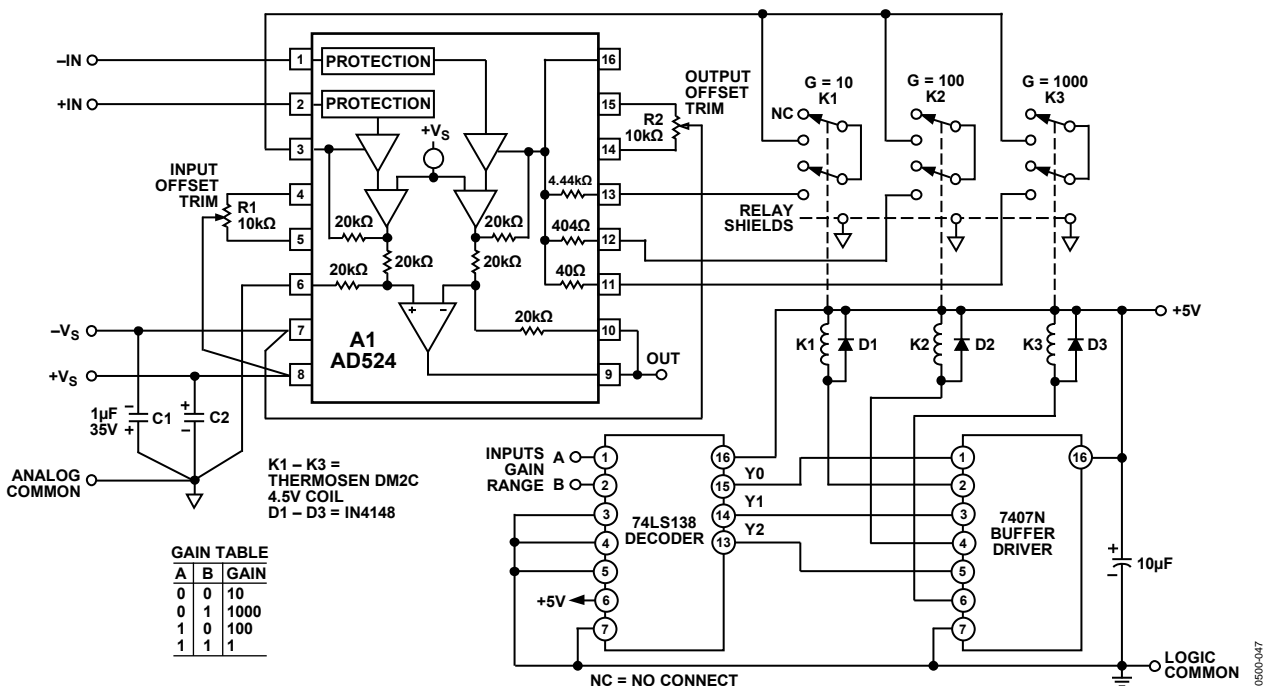 –IN
+IN
INPUT
OFFSET
TRIM
R1
10kΩ
–VS
+VS
1µF
35V
–
+
C1
+
–
C2
ANALOG
COMMON
1
2
3
4
5
6
7
8
PROTECTION
PROTECTION
+VS
20kΩ
20kΩ
20kΩ
20kΩ
20kΩ
20kΩ
4.44kΩ
404Ω
40Ω
+ –
A1
AD524
16
15
14
13
12
11
10
9
OUT
OUTPUT
OFFSET
TRIM
R2
10kΩ
G = 10
K1
G = 100
K2
G = 1000
K3
NC
RELAY
SHIELDS
+5V
K1
D1
K2
D2
K3
D3
K1 – K3 =
THERMOSEN DM2C
4.5V COIL
D1 – D3 = IN4148
GAIN TABLE
A B GAIN
0 0 10
0 1 1000
1 0 100
1 1 1
INPUTS
GAIN
RANGE
A
B
1
2
3
4
5
6
7
+5V
74LS138
DECODER
16
15
14
13
Y0
Y1
Y2
1
2
3
4
5
6
7
16
7407N
BUFFER
DRIVER
+
–
10µF
LOGIC
COMMON
NC = NO CONNECT
0500-047